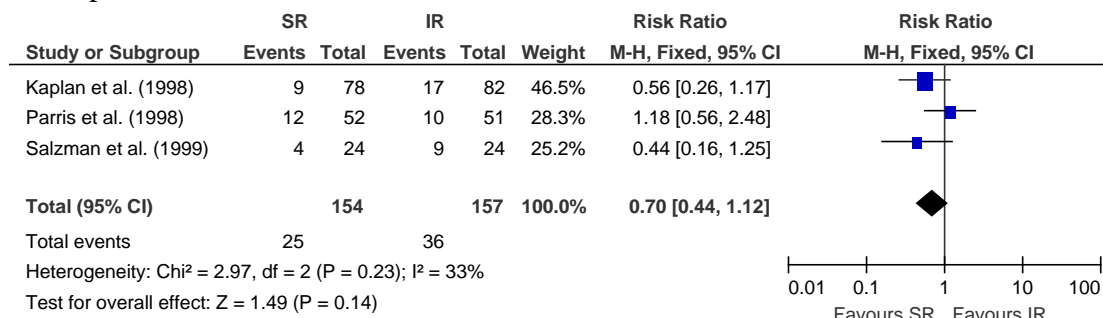 SR IR Risk Ratio Risk Ratio
Study or Subgroup Events Total Events Total Weight M-H, Fixed, 95% CI M-H, Fixed, 95% CI
Kaplan et al. (1998) 9 78 17 82 46.5% 0.56 [0.26, 1.17]
Parris et al. (1998) 12 52 10 51 28.3% 1.18 [0.56, 2.48]
Salzman et al. (1999) 4 24 9 24 25.2% 0.44 [0.16, 1.25]
Total (95% CI) 154 157 100.0% 0.70 [0.44, 1.12]
Total events 25 36
Heterogeneity: Chi² = 2.97, df = 2 (P = 0.23); I² = 33%
Test for overall effect: Z = 1.49 (P = 0.14)
0.01 0.1 1 10 100
Favours SR Favours IR